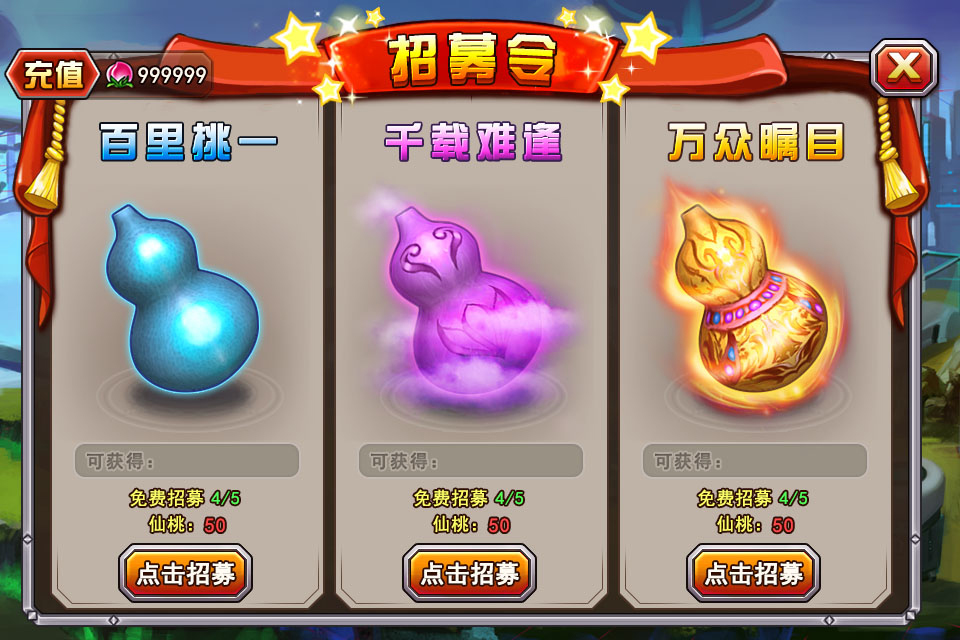 招募令
充值 999999
百里挑一
千载难逢
万众瞩目
可获得：
可获得：
可获得：
免费招募 4/5
仙桃：50
免费招募 4/5
仙桃：50
免费招募 4/5
仙桃：50
点击招募
点击招募
点击招募